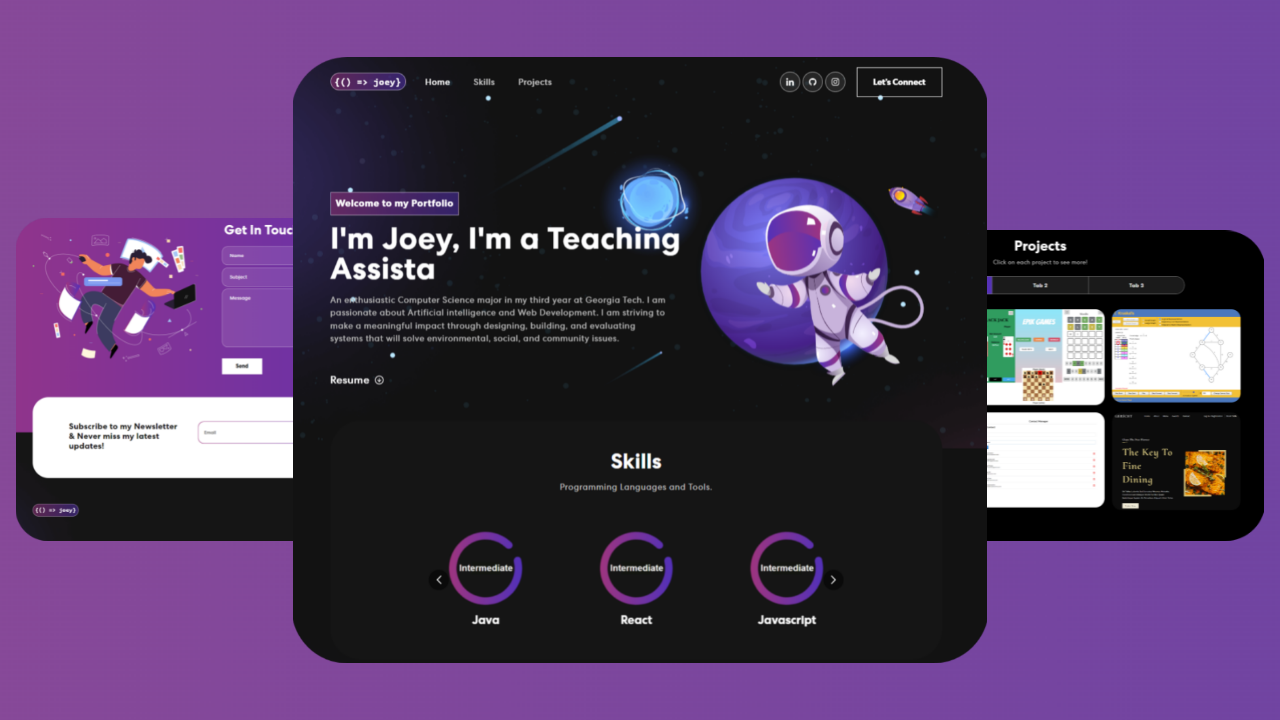 {() => joey}
Home
Skills
Projects
in
Let's Connect
Welcome to my Portfolio
I'm Joey, I'm a Teaching
Assista
An enthusiastic Computer Science major in my third year at Georgia Tech. I am
passionate about Artificial intelligence and Web Development. I am striving to
make a meaningful impact through designing, building, and evaluating
systems that will solve environmental, social, and community issues.
Resume
Skills
Programming Languages and Tools.
Intermediate
Java
Intermediate
React
Intermediate
Javascript
Get In Touc
Name
Subject
Message
Send
Subscribe to my Newsletter
& Never miss my latest
updates!
Email
{() => joey}
Projects
Click on each project to see more!
Tab 2
Tab 3
EPIK GAMES
The Key To
Fine
Dining